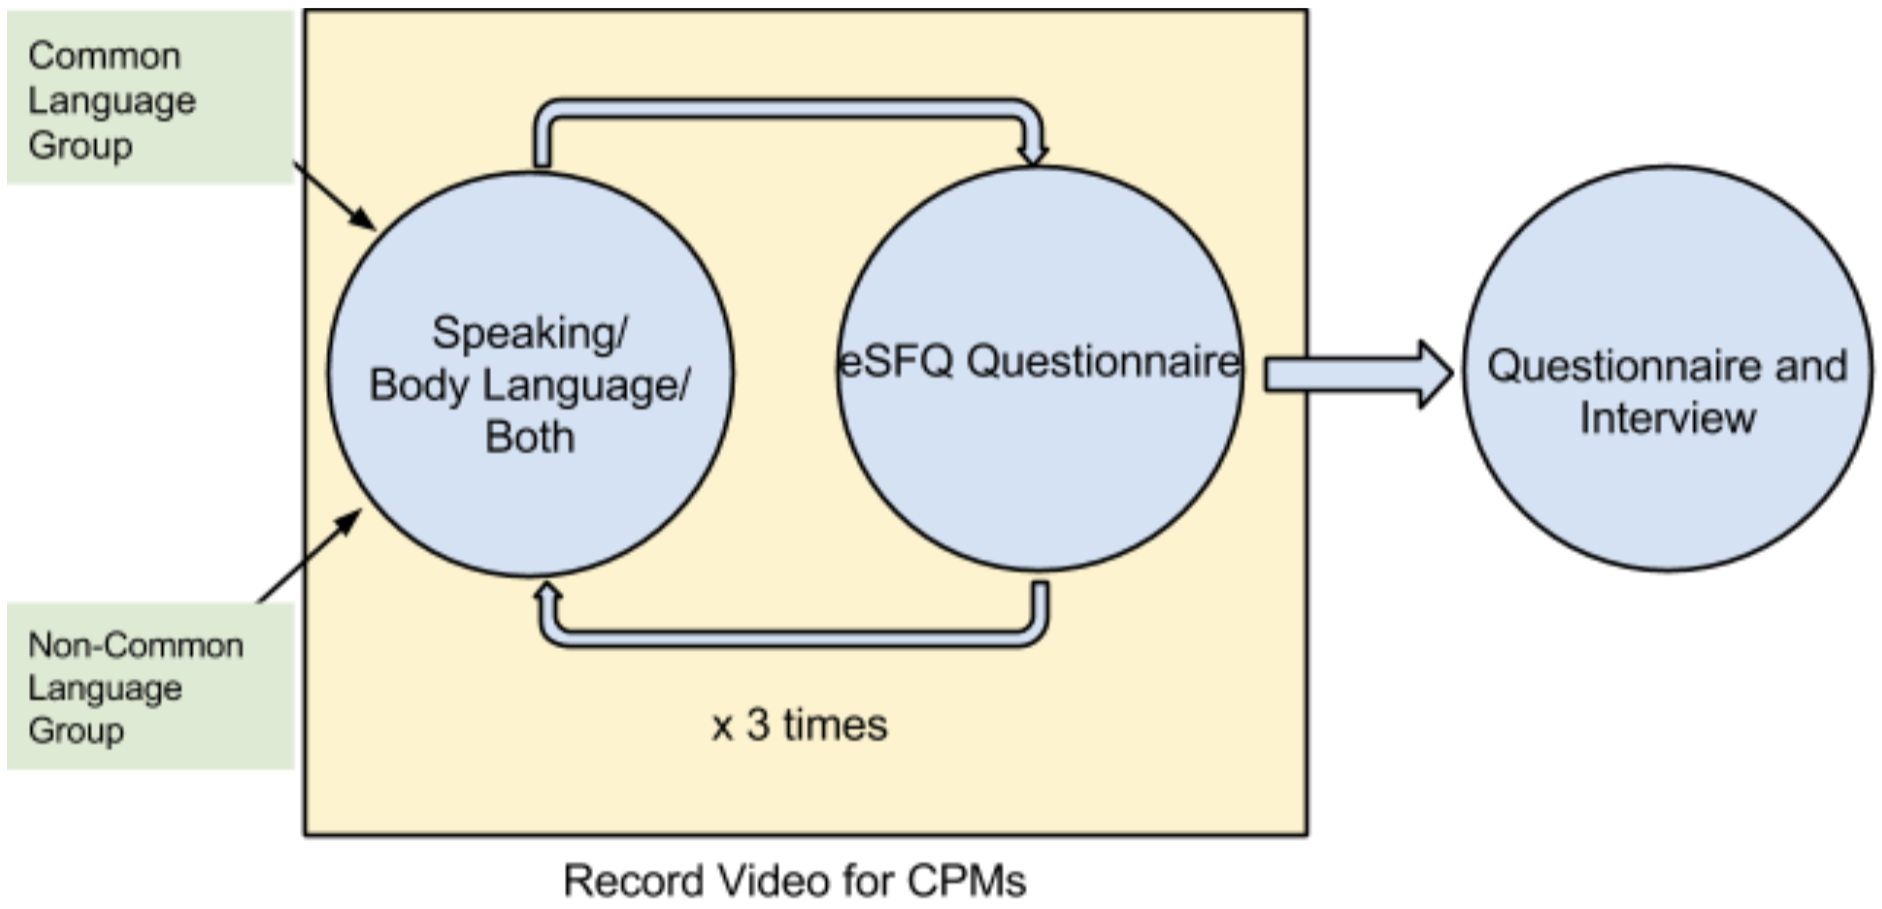 Common
Language
Group
Speaking/
Body Language/
Both
eSFQ Questionnaire
Questionnaire and
Interview
Non-Common
Language
Group
x 3 times
Record Video for CPMs